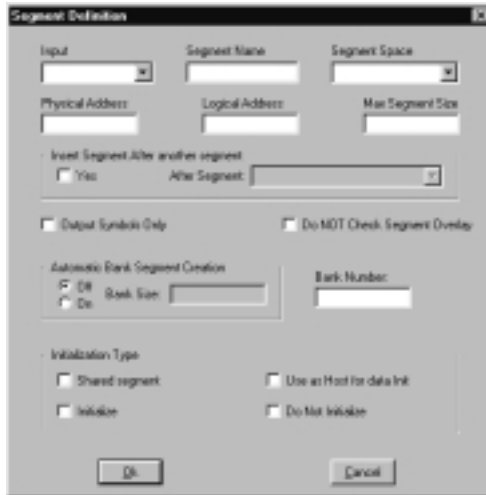 Segment Definition
Input Segment Name Segment Space
Physical Address Logical Address Max Segment Size
Insert Segment After another segment
Yes After Segment:
Output Symbols Only Do NOT Check Segment Overlay
Automatic Bank Segment Creation
Off Bank Size: Bank Number:
On
Initialization Type
Shared segment Use as Host for data Init
Initialize Do Not Initialize
Ok Cancel